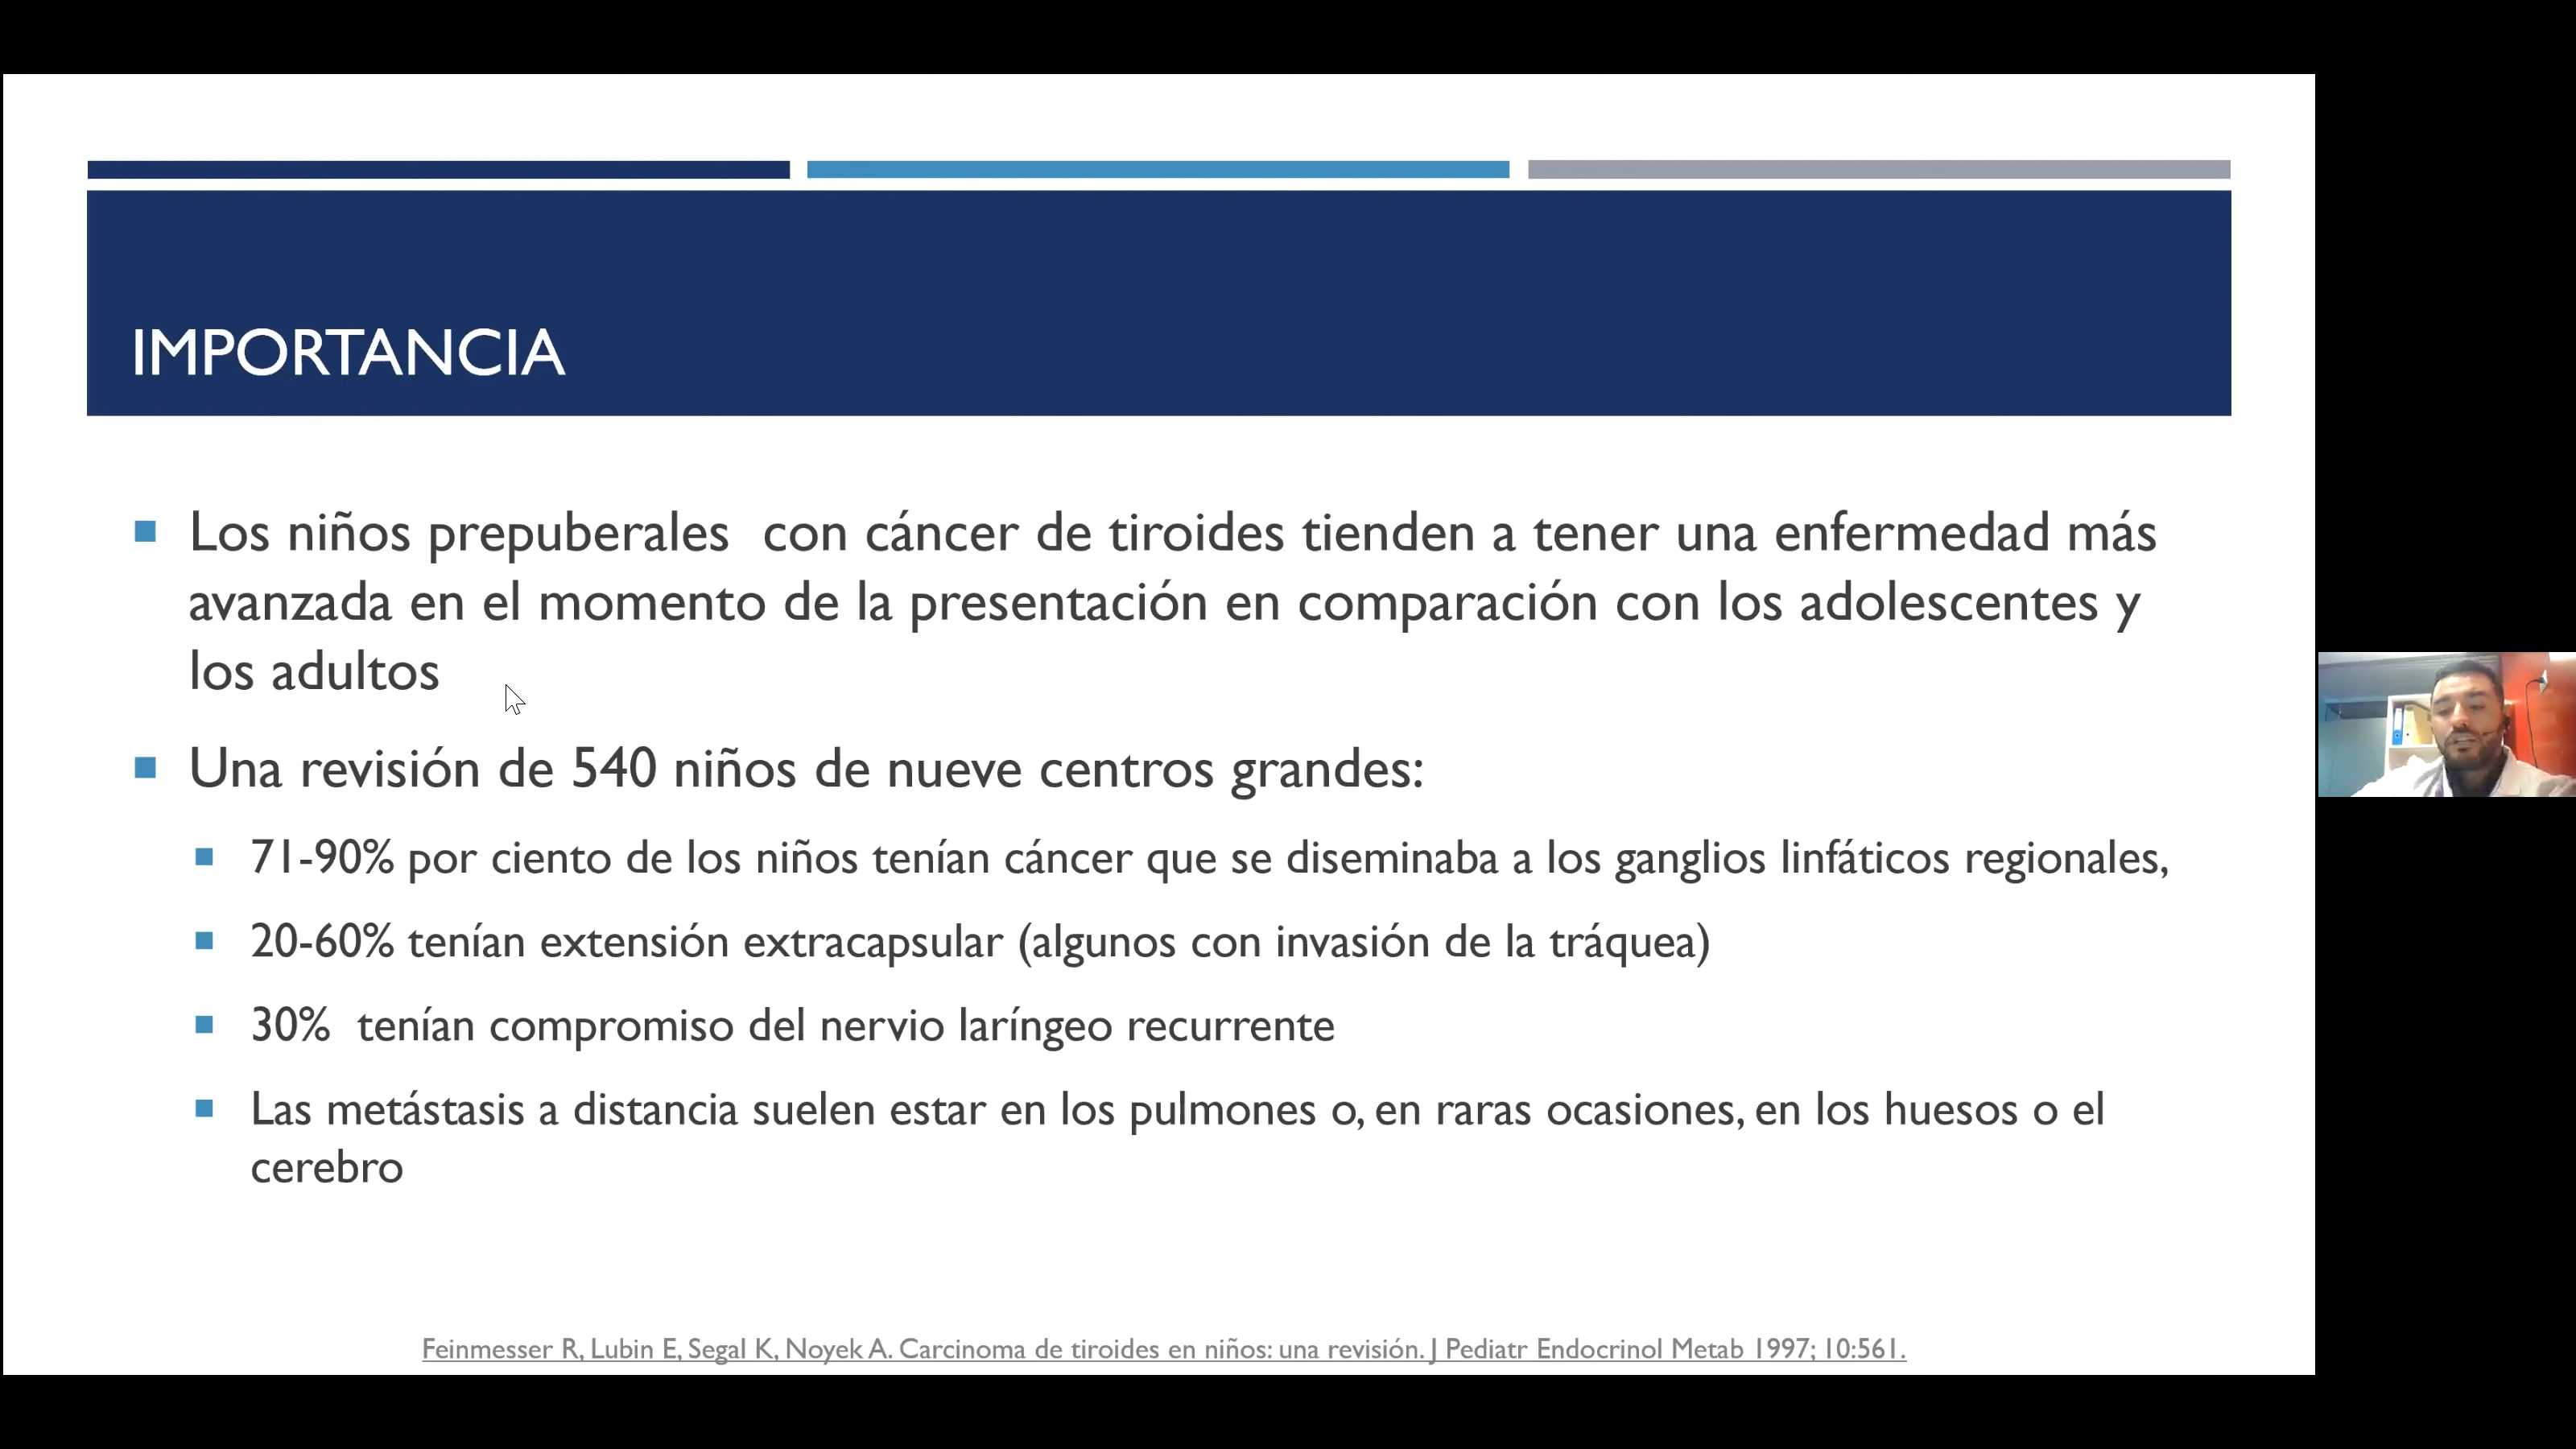 IMPORTANCIA
Los niños prepuberales con cáncer de tiroides tienden a tener una enfermedad más
avanzada en el momento de la presentación en comparación con los adolescentes y
los adultos
Una revisión de 540 niños de nueve centros grandes:
71-90% por ciento de los niños tenían cáncer que se diseminaba a los ganglios linfáticos regionales,
20-60% tenían extensión extracapsular (algunos con invasión de la tráquea)
30% tenían compromiso del nervio laríngeo recurrente
Las metástasis a distancia suelen estar en los pulmones o, en raras ocasiones, en los huesos o el
cerebro
Feinmesser R, Lubin E, Segal K, Noyek A. Carcinoma de tiroides en niños: una revisión. J Pediatr Endocrinol Metab 1997; 10:561.